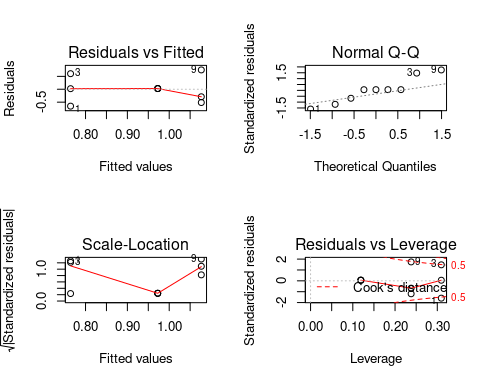 Residuals vs Fitted
Residuals
-0.5
3
9
1
0.80 0.90 1.00
Fitted values
Normal Q-Q
Standardized residuals
-1.5 1.5
3
9
1
-1.5 -0.5 0.5 1.5
Theoretical Quantiles
Scale-Location
√|Standardized residuals|
0.0 1.0
3
9
0.80 0.90 1.00
Fitted values
Residuals vs Leverage
Standardized residuals
-2 0 2
9
3
0.5
0.5
Cook's distance
0.00 0.10 0.20 0.30
Leverage